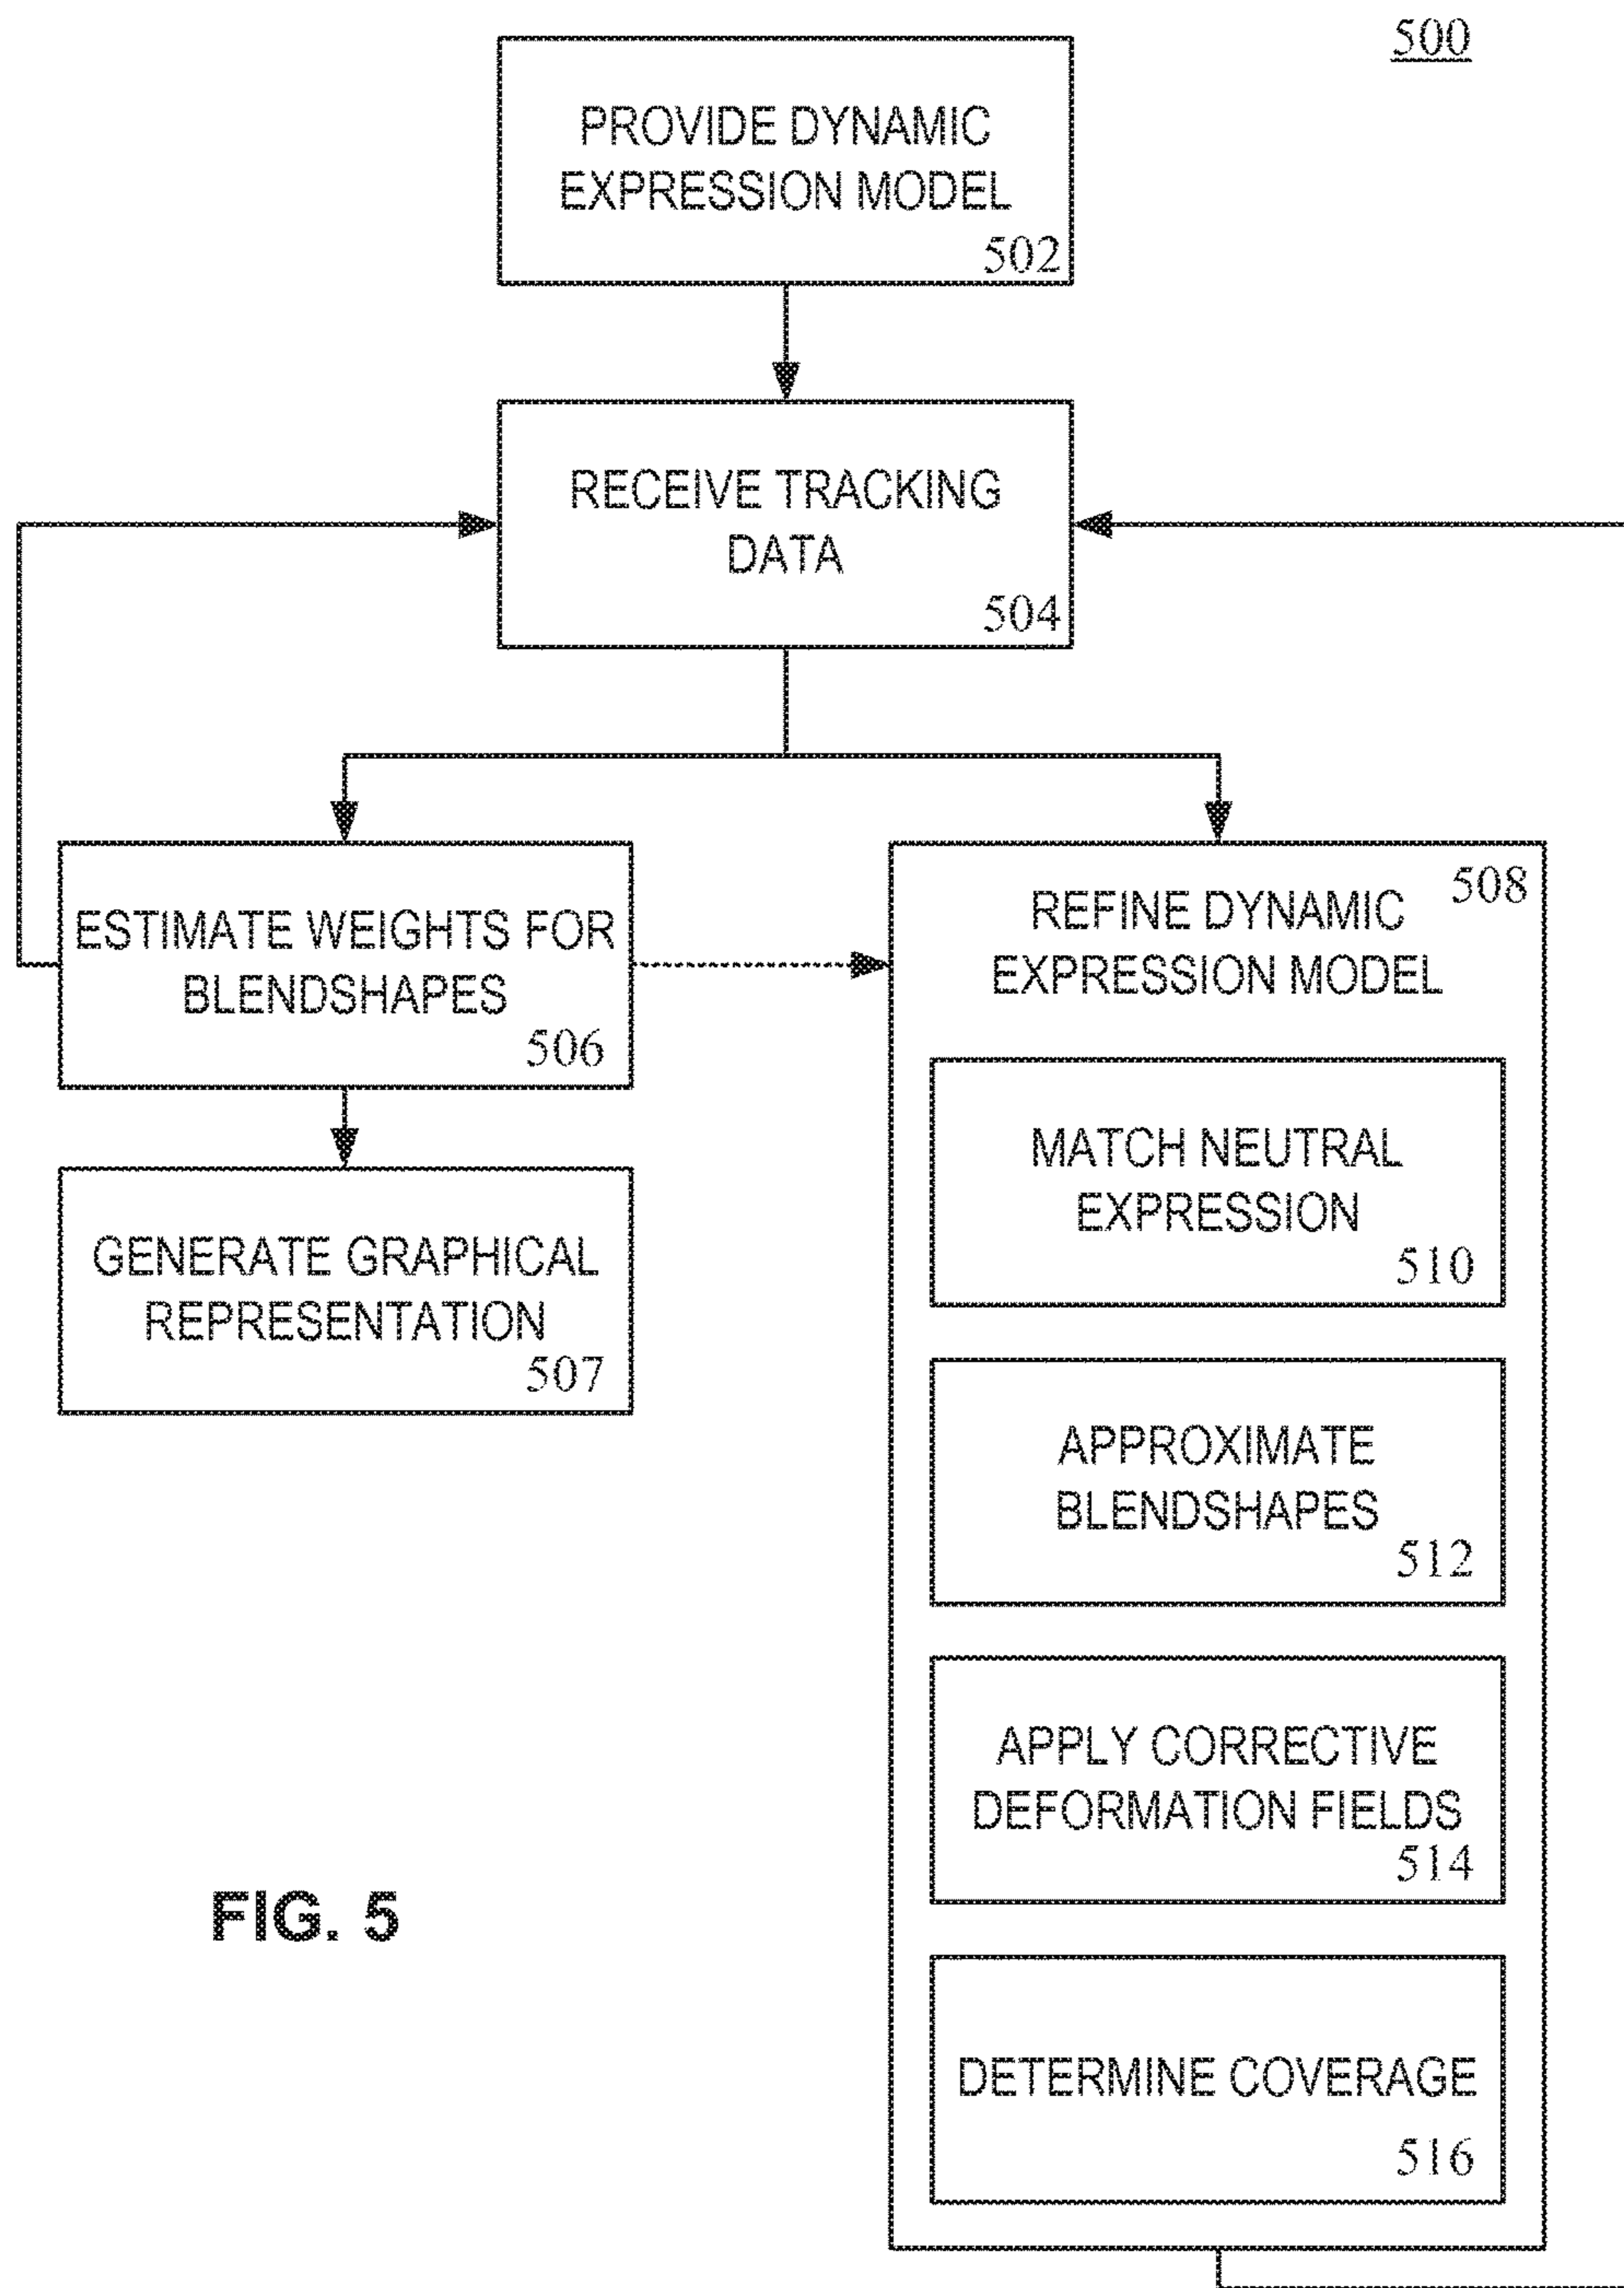 500
PROVIDE DYNAMIC
EXPRESSION MODEL
502
RECEIVE TRACKING
DATA
504
ESTIMATE WEIGHTS FOR
BLENDSHAPES
506
GENERATE GRAPHICAL
REPRESENTATION
507
508
REFINE DYNAMIC
EXPRESSION MODEL
MATCH NEUTRAL
EXPRESSION
510
APPROXIMATE
BLENDSHAPES
512
APPLY CORRECTIVE
DEFORMATION FIELDS
514
DETERMINE COVERAGE
516
FIG. 5